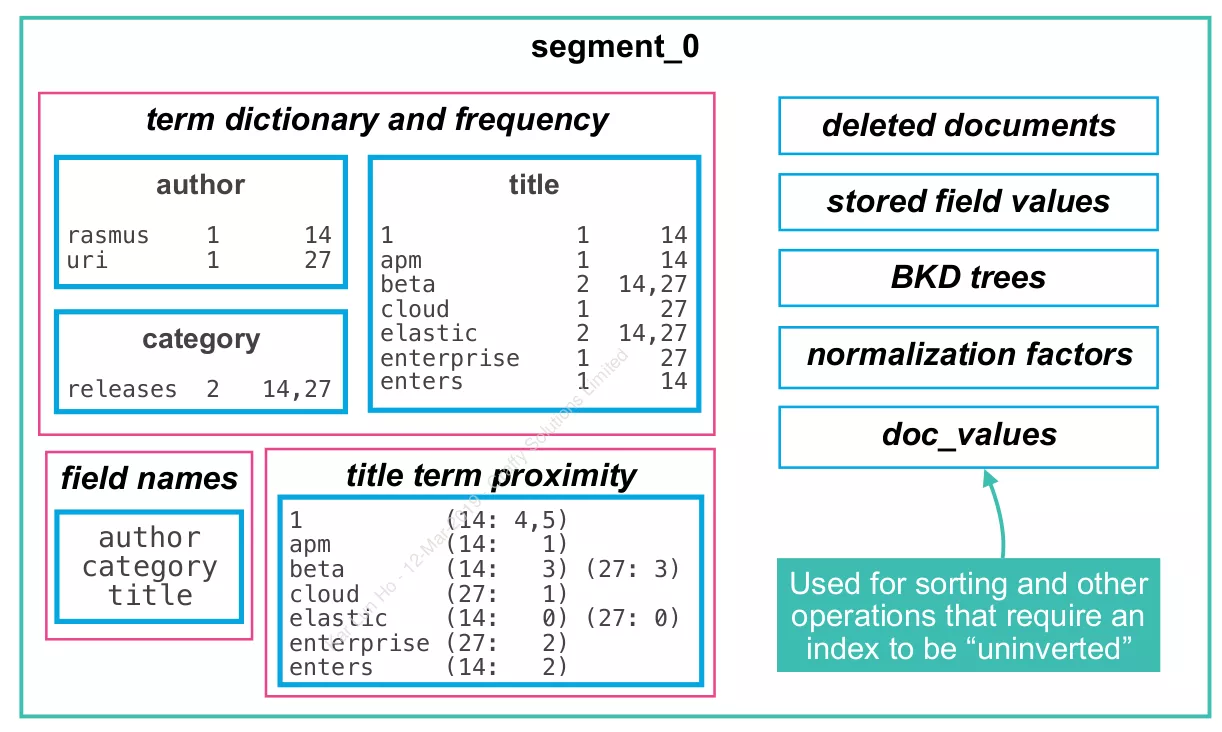 segment_0
term dictionary and frequency
author
rasmus 1 14
uri 1 27
category
releases 2 14,27
title
1 1 14
apm 1 14
beta 2 14,27
cloud 1 27
elastic 2 14,27
enterprise 1 27
enters 1 14
field names
author
category
title
title term proximity
1 (14: 4,5)
apm (14: 1)
beta (14: 3) (27: 3)
cloud (27: 1)
elastic (14: 0) (27: 0)
enterprise (27: 2)
enters (14: 2)
deleted documents
stored field values
BKD trees
normalization factors
doc_values
Used for sorting and other
operations that require an
index to be “uninverted”
Ho - 12-Mar-2019 - Solutions Limited